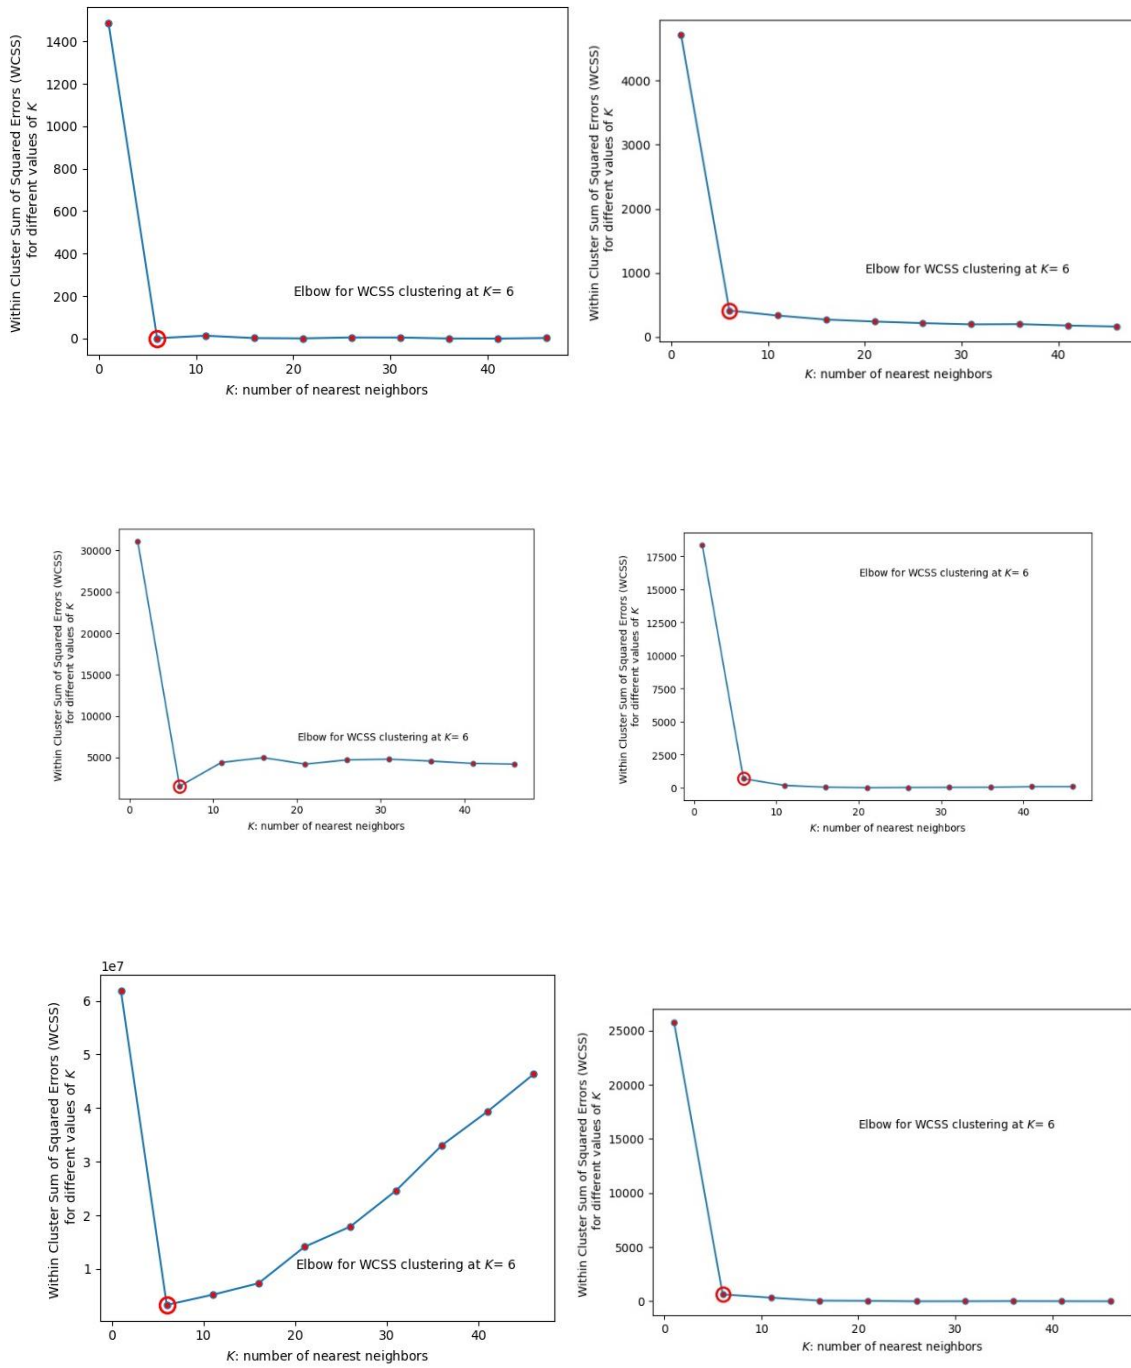 Within Cluster Sum of Squared Errors (WCSS)
for different values of K
1400
1200
1000
800
600
400
200
0
Elbow for WCSS clustering at K= 6
0 10 20 30 40
K: number of nearest neighbors
Within Cluster Sum of Squared Errors (WCSS)
for different values of K
4000
3000
2000
1000
0
Elbow for WCSS clustering at K= 6
0 10 20 30 40
K: number of nearest neighbors
Within Cluster Sum of Squared Errors (WCSS)
for different values of K
30000
25000
20000
15000
10000
5000
Elbow for WCSS clustering at K= 6
0 10 20 30 40
K: number of nearest neighbors
Within Cluster Sum of Squared Errors (WCSS)
for different values of K
17500
15000
12500
10000
7500
5000
2500
0
Elbow for WCSS clustering at K= 6
0 10 20 30 40
K: number of nearest neighbors
1e7
Within Cluster Sum of Squared Errors (WCSS)
for different values of K
6
5
4
3
2
1
Elbow for WCSS clustering at K= 6
0 10 20 30 40
K: number of nearest neighbors
Within Cluster Sum of Squared Errors (WCSS)
for different values of K
25000
20000
15000
10000
5000
0
Elbow for WCSS clustering at K= 6
0 10 20 30 40
K: number of nearest neighbors